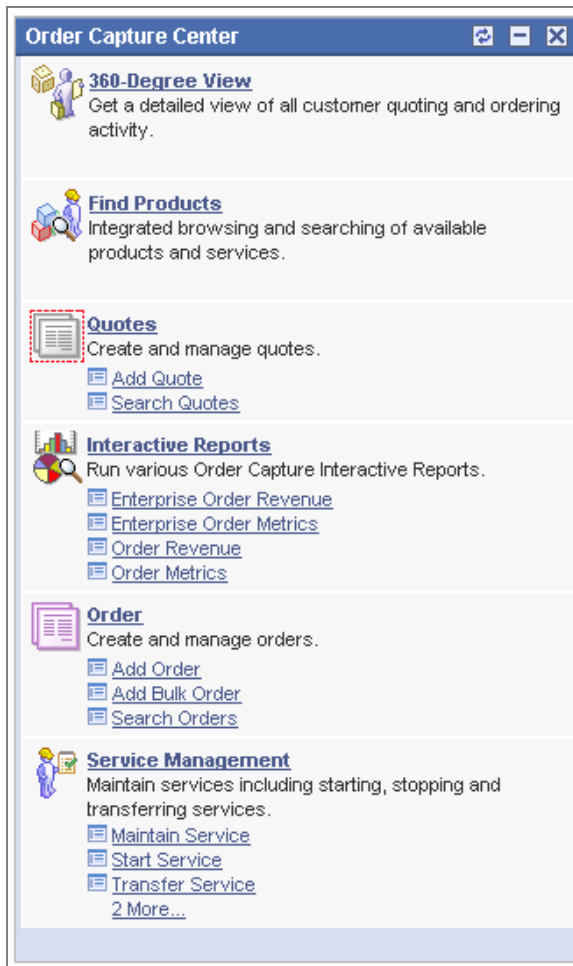 Order Capture Center
360-Degree View
Get a detailed view of all customer quoting and ordering
activity.
Find Products
Integrated browsing and searching of available
products and services.
Quotes
Create and manage quotes.
Add Quote
Search Quotes
Interactive Reports
Run various Order Capture Interactive Reports.
Enterprise Order Revenue
Enterprise Order Metrics
Order Revenue
Order Metrics
Order
Create and manage orders.
Add Order
Add Bulk Order
Search Orders
Service Management
Maintain services including starting, stopping and
transferring services.
Maintain Service
Start Service
Transfer Service
2 More...